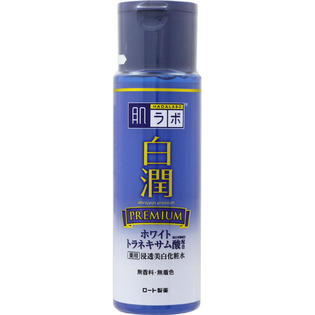 HADALABO
肌ラボ
白潤
shirojyun premium
PREMIUM
ホワイト
トラネキサム酸配合
薬用 浸透美白化粧水
無香料・無着色
ロート製薬